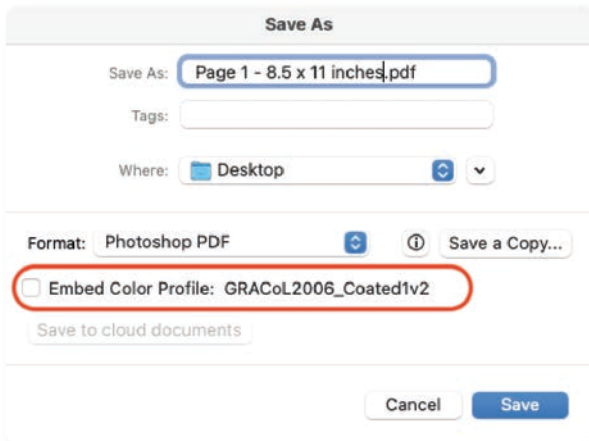 Save As
Save As: Page 1 - 8.5 x 11 inches.pdf
Tags:
Where: Desktop
Format: Photoshop PDF Save a Copy...
Embed Color Profile: GRACoL2006_Coated1v2
Save to cloud documents
Cancel Save